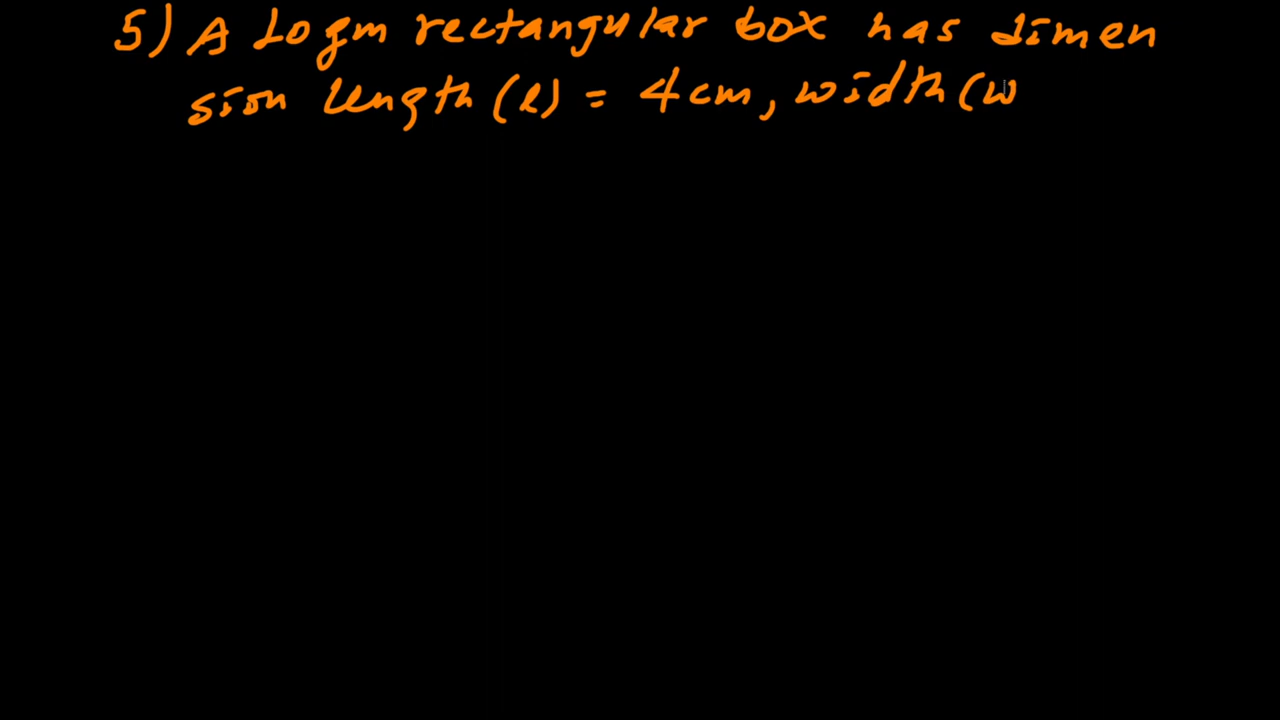 5) A 20gm rectangular box has dimen
sion length (l) = 4cm, width (w